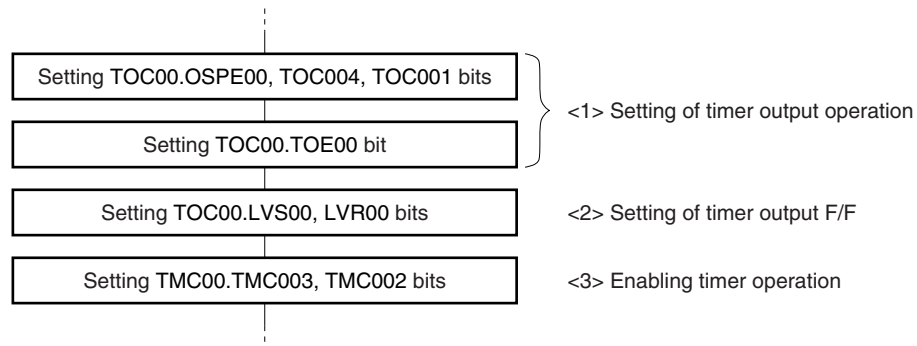 Setting TOC00.OSPE00, TOC004, TOC001 bits
<1> Setting of timer output operation
Setting TOC00.TOE00 bit
Setting TOC00.LVS00, LVR00 bits
<2> Setting of timer output F/F
Setting TMC00.TMC003, TMC002 bits
<3> Enabling timer operation